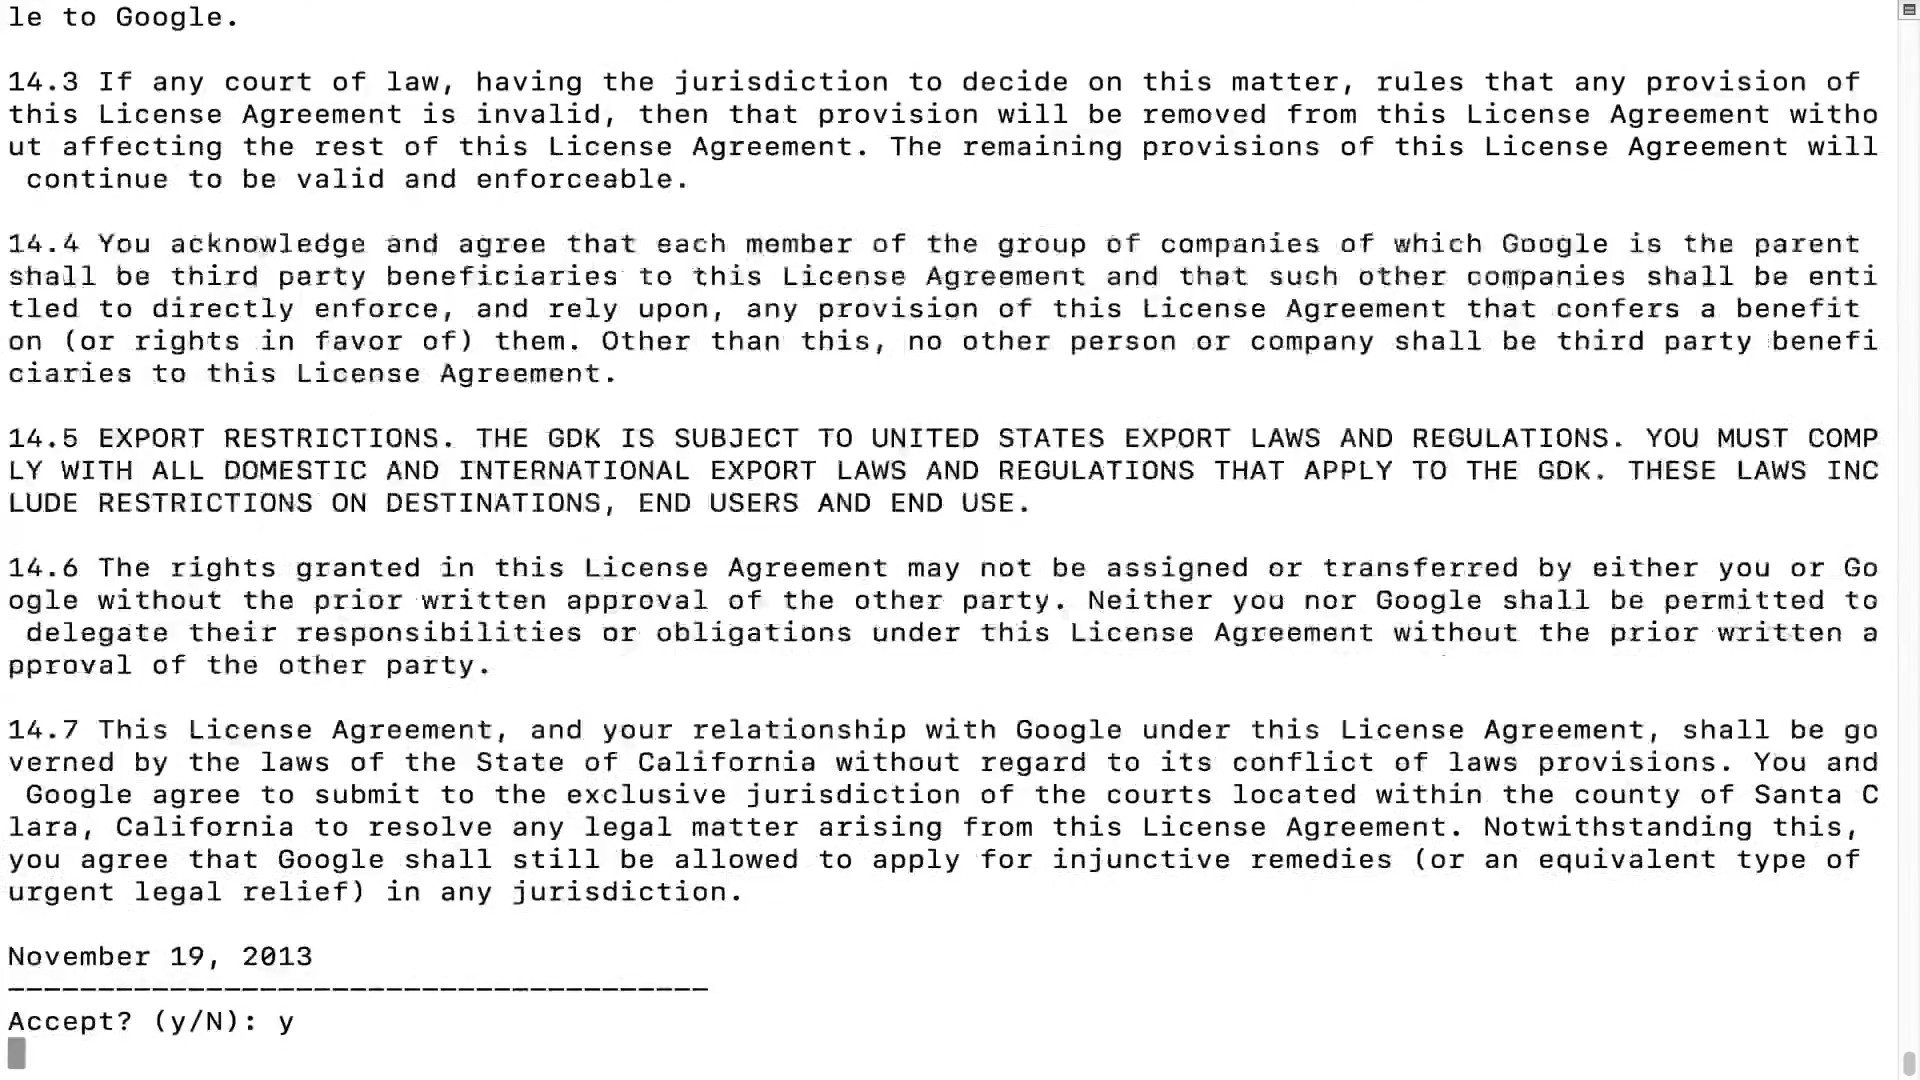 le to Google.
14.3 If any court of law, having the jurisdiction to decide on this matter, rules that any provision of
this License Agreement is invalid, then that provision will be removed from this License Agreement witho
ut affecting the rest of this License Agreement. The remaining provisions of this License Agreement will
 continue to be valid and enforceable.
14.4 You acknowledge and agree that each member of the group of companies of which Google is the parent
shall be third party beneficiaries to this License Agreement and that such other companies shall be enti
tled to directly enforce, and rely upon, any provision of this License Agreement that confers a benefit
on (or rights in favor of) them. Other than this, no other person or company shall be third party benefi
ciaries to this License Agreement.
14.5 EXPORT RESTRICTIONS. THE GDK IS SUBJECT TO UNITED STATES EXPORT LAWS AND REGULATIONS. YOU MUST COMP
LY WITH ALL DOMESTIC AND INTERNATIONAL EXPORT LAWS AND REGULATIONS THAT APPLY TO THE GDK. THESE LAWS INC
LUDE RESTRICTIONS ON DESTINATIONS, END USERS AND END USE.
14.6 The rights granted in this License Agreement may not be assigned or transferred by either you or Go
ogle without the prior written approval of the other party. Neither you nor Google shall be permitted to
 delegate their responsibilities or obligations under this License Agreement without the prior written a
pproval of the other party.
14.7 This License Agreement, and your relationship with Google under this License Agreement, shall be go
verned by the laws of the State of California without regard to its conflict of laws provisions. You and
 Google agree to submit to the exclusive jurisdiction of the courts located within the county of Santa C
lara, California to resolve any legal matter arising from this License Agreement. Notwithstanding this,
you agree that Google shall still be allowed to apply for injunctive remedies (or an equivalent type of
urgent legal relief) in any jurisdiction.
November 19, 2013
---------------------------------------
Accept? (y/N): y